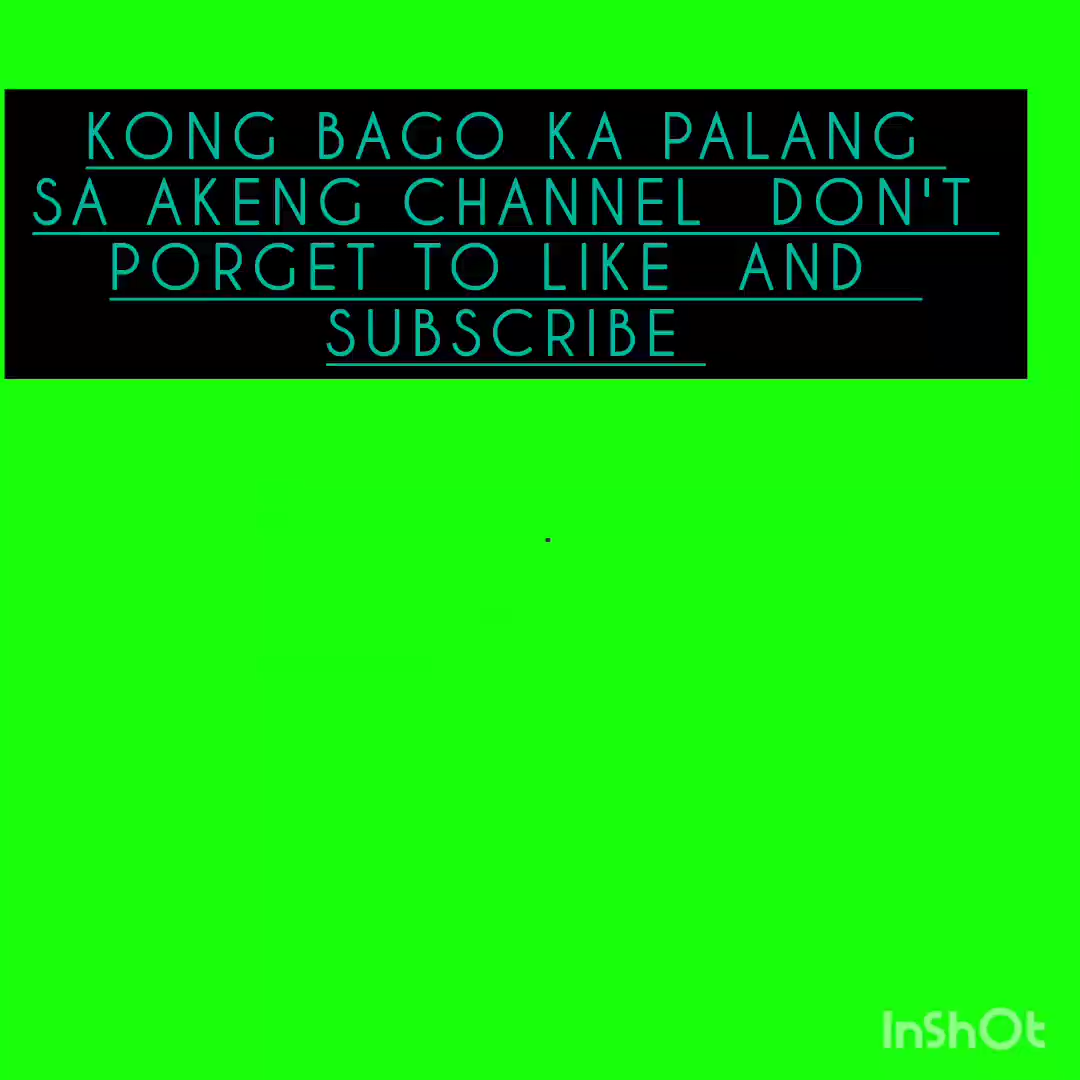 KONG BAGO KA PALANG
SA AKENG CHANNEL DON'T
PORGET TO LIKE AND
SUBSCRIBE
InShOt